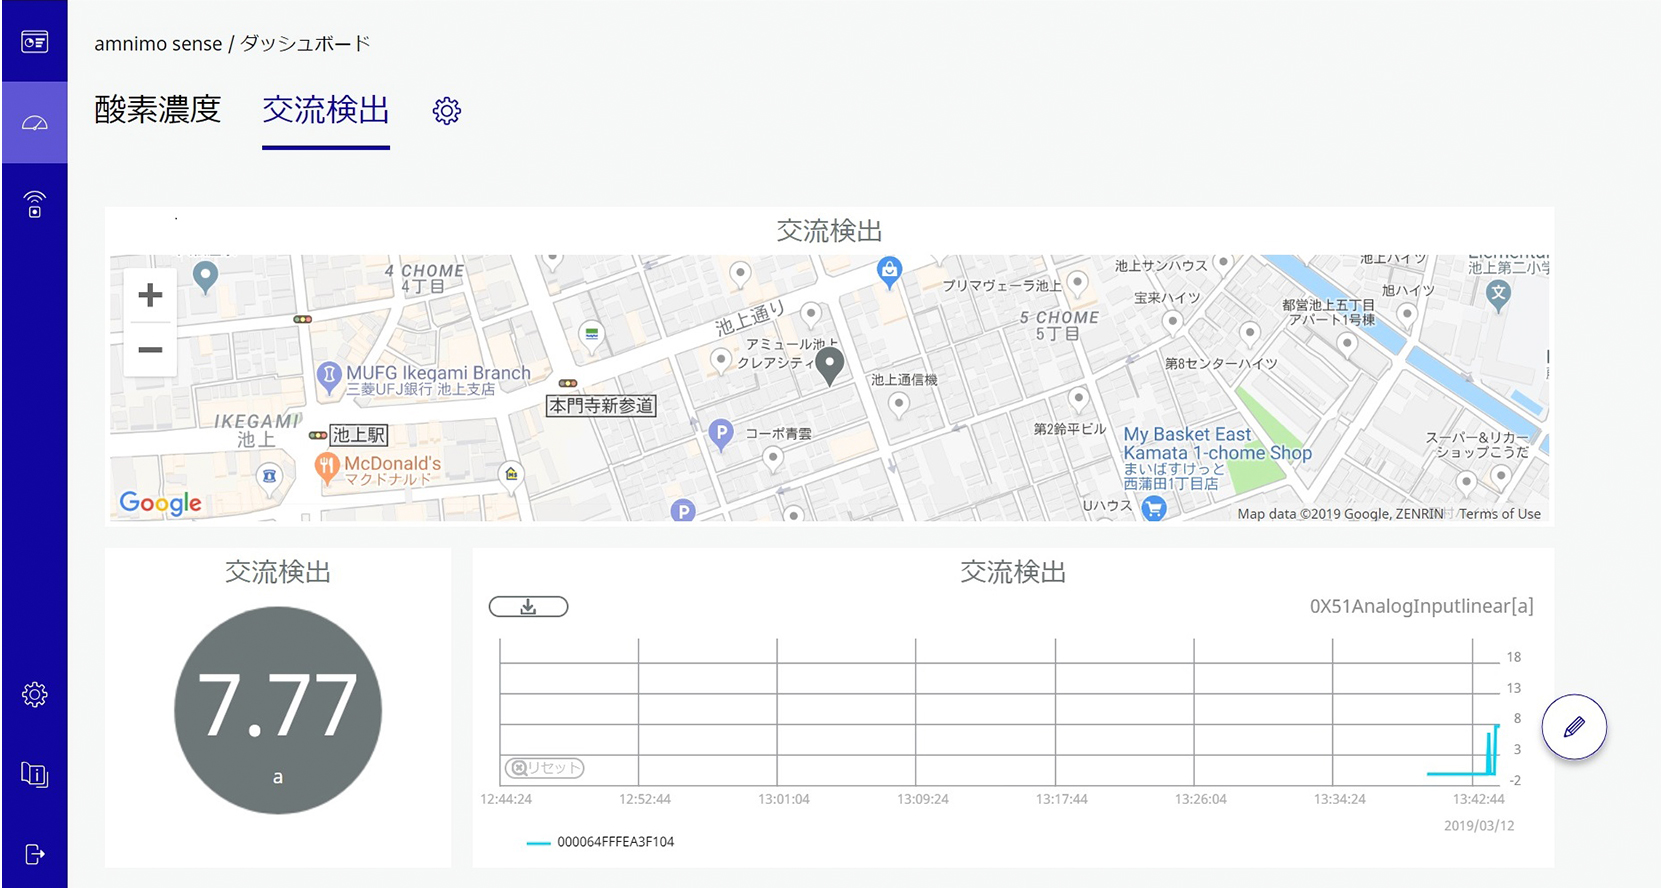 amnimo sense / ダッシュボード
酸素濃度
交流検出
交流検出
4 CHOME
4丁目
池上通り
プリマヴェーラ池上
池上サンハウス
宝来ハイツ
5 CHOME
5丁目
都営池上五丁目
アパート1号棟
旭ハイツ
池上ハイツ
池上第二小学
文
アミュール池上
クレアシティ
MUFG Ikegami Branch
三菱UFJ銀行 池上支店
池上通信機
第8センターハイツ
本門寺新参道
IKEGAMI
池上
池上駅
P
コーポ青雲
第2鈴平ビル
My Basket East
Kamata 1-chome Shop
まいばすけっと
西蒲田1丁目店
スーパー&リカー
ショップこうだ
McDonald's
マクドナルド
Google
P
Uハウス
Map data ©2019 Google, ZENRIN
Terms of Use
交流検出
7.77
a
交流検出
0X51AnalogInputlinear[a]
18
13
8
3
-2
リセット
12:44:24
12:52:44
13:01:04
13:09:24
13:17:44
13:26:04
13:34:24
13:42:44
2019/03/12
000064FFFEA3F104